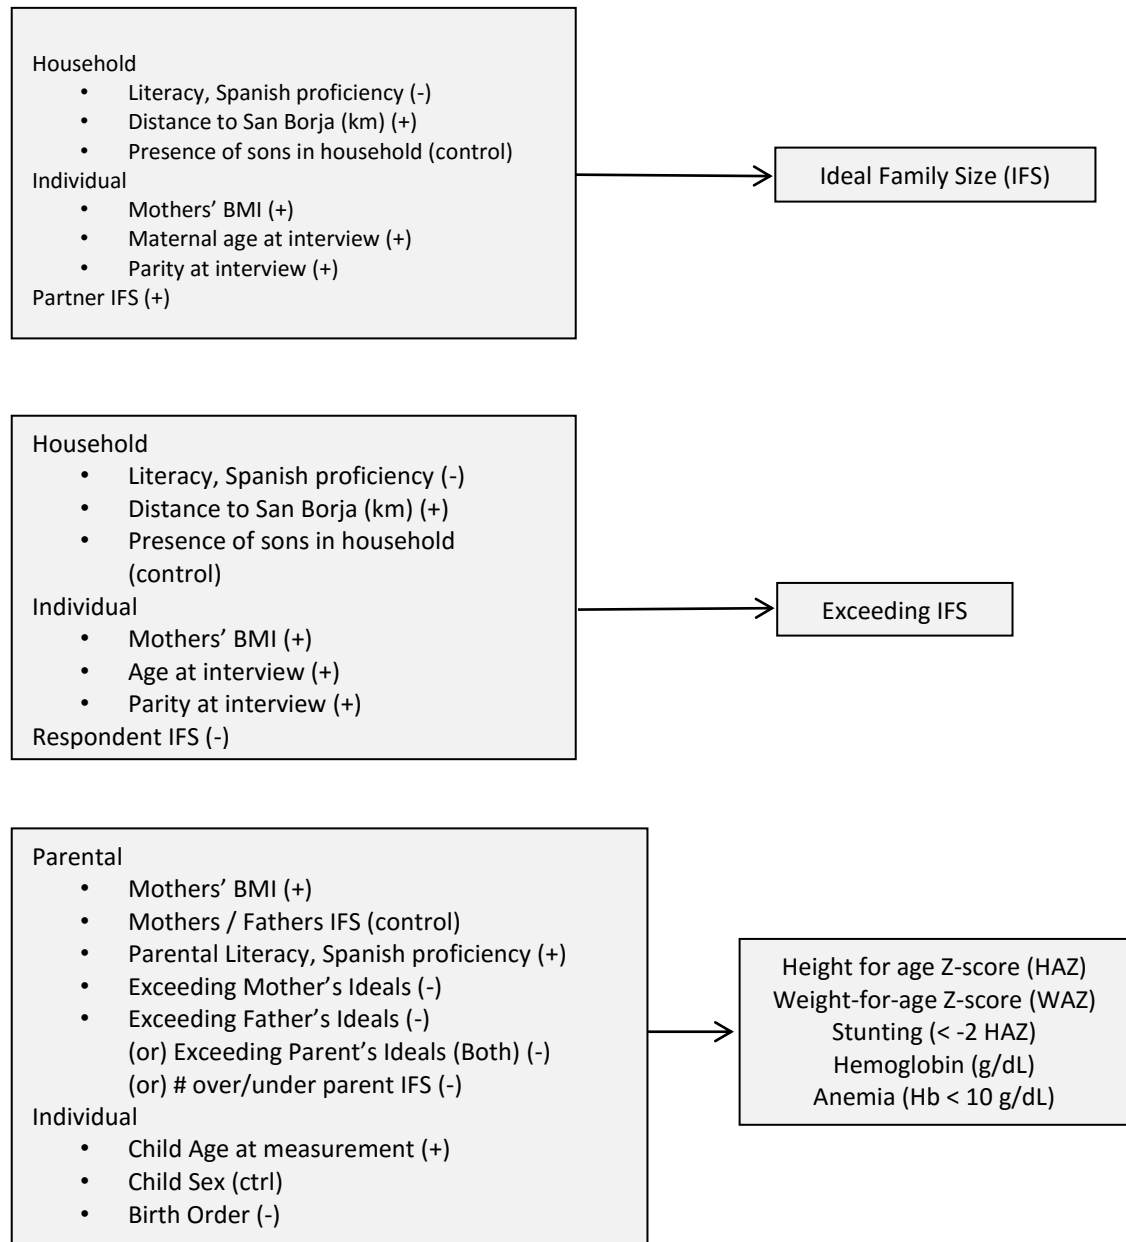 Household
• Literacy, Spanish proficiency (-)
• Distance to San Borja (km) (+)
• Presence of sons in household (control)
Individual
• Mothers’ BMI (+)
• Maternal age at interview (+)
• Parity at interview (+)
Partner IFS (+)
Ideal Family Size (IFS)
Household
• Literacy, Spanish proficiency (-)
• Distance to San Borja (km) (+)
• Presence of sons in household
(control)
Individual
• Mothers’ BMI (+)
• Age at interview (+)
• Parity at interview (+)
Respondent IFS (-)
Exceeding IFS
Parental
• Mothers’ BMI (+)
• Mothers / Fathers IFS (control)
• Parental Literacy, Spanish proficiency (+)
• Exceeding Mother’s Ideals (-)
• Exceeding Father’s Ideals (-)
(or) Exceeding Parent’s Ideals (Both) (-)
(or) # over/under parent IFS (-)
Individual
• Child Age at measurement (+)
• Child Sex (ctrl)
• Birth Order (-)
Height for age Z-score (HAZ)
Weight-for-age Z-score (WAZ)
Stunting (< -2 HAZ)
Hemoglobin (g/dL)
Anemia (Hb < 10 g/dL)